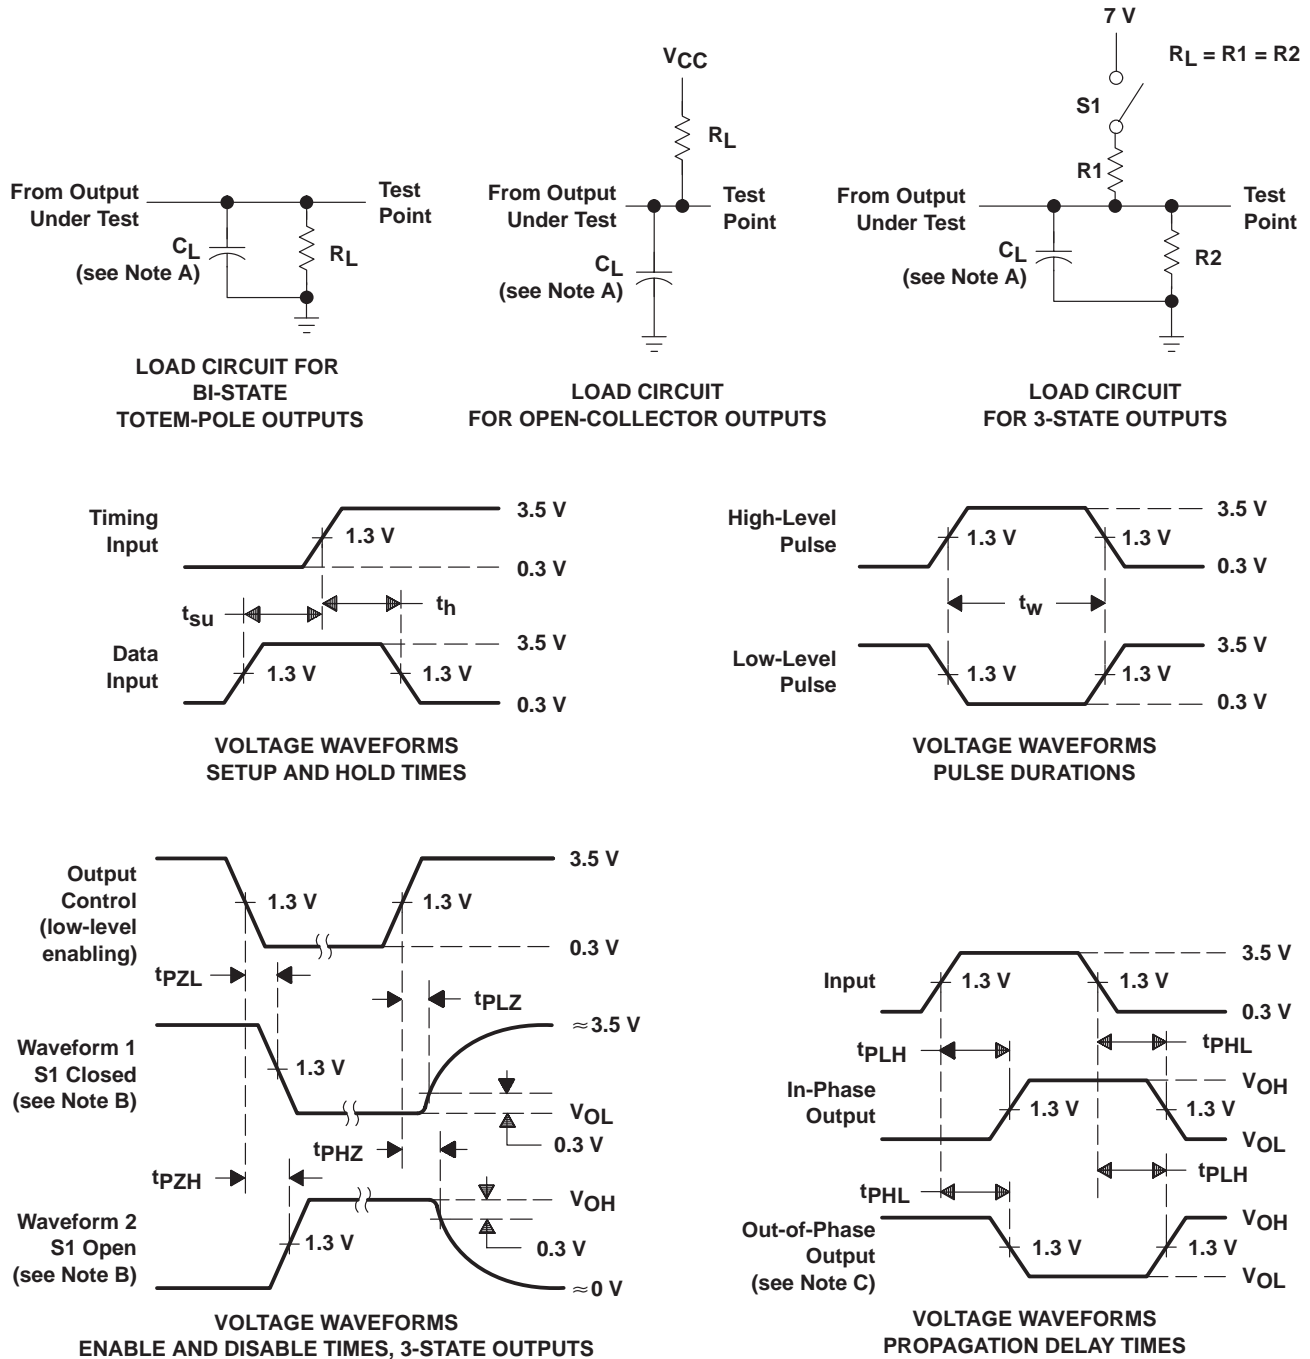 From Output
Under Test
Test
Point
CL
(see Note A)
RL
LOAD CIRCUIT FOR
BI-STATE
TOTEM-POLE OUTPUTS
VCC
RL
From Output
Under Test
Test
Point
CL
(see Note A)
LOAD CIRCUIT
FOR OPEN-COLLECTOR OUTPUTS
7 V
RL = R1 = R2
S1
R1
From Output
Under Test
Test
Point
CL
(see Note A)
R2
LOAD CIRCUIT
FOR 3-STATE OUTPUTS
Timing
Input
3.5 V
1.3 V
0.3 V
tsu
th
Data
Input
3.5 V
1.3 V
1.3 V
0.3 V
VOLTAGE WAVEFORMS
SETUP AND HOLD TIMES
High-Level
Pulse
3.5 V
1.3 V
1.3 V
0.3 V
tw
Low-Level
Pulse
3.5 V
1.3 V
1.3 V
0.3 V
VOLTAGE WAVEFORMS
PULSE DURATIONS
Output
Control
(low-level
enabling)
3.5 V
1.3 V
1.3 V
0.3 V
tPZL
tPLZ
Waveform 1
S1 Closed
(see Note B)
≈3.5 V
1.3 V
VOL
0.3 V
tPHZ
tPZH
Waveform 2
S1 Open
(see Note B)
VOH
1.3 V
0.3 V
≈0 V
VOLTAGE WAVEFORMS
ENABLE AND DISABLE TIMES, 3-STATE OUTPUTS
Input
3.5 V
1.3 V
1.3 V
0.3 V
tPLH
tPHL
In-Phase
Output
VOH
1.3 V
1.3 V
VOL
tPHL
tPLH
Out-of-Phase
Output
(see Note C)
VOH
1.3 V
1.3 V
VOL
VOLTAGE WAVEFORMS
PROPAGATION DELAY TIMES